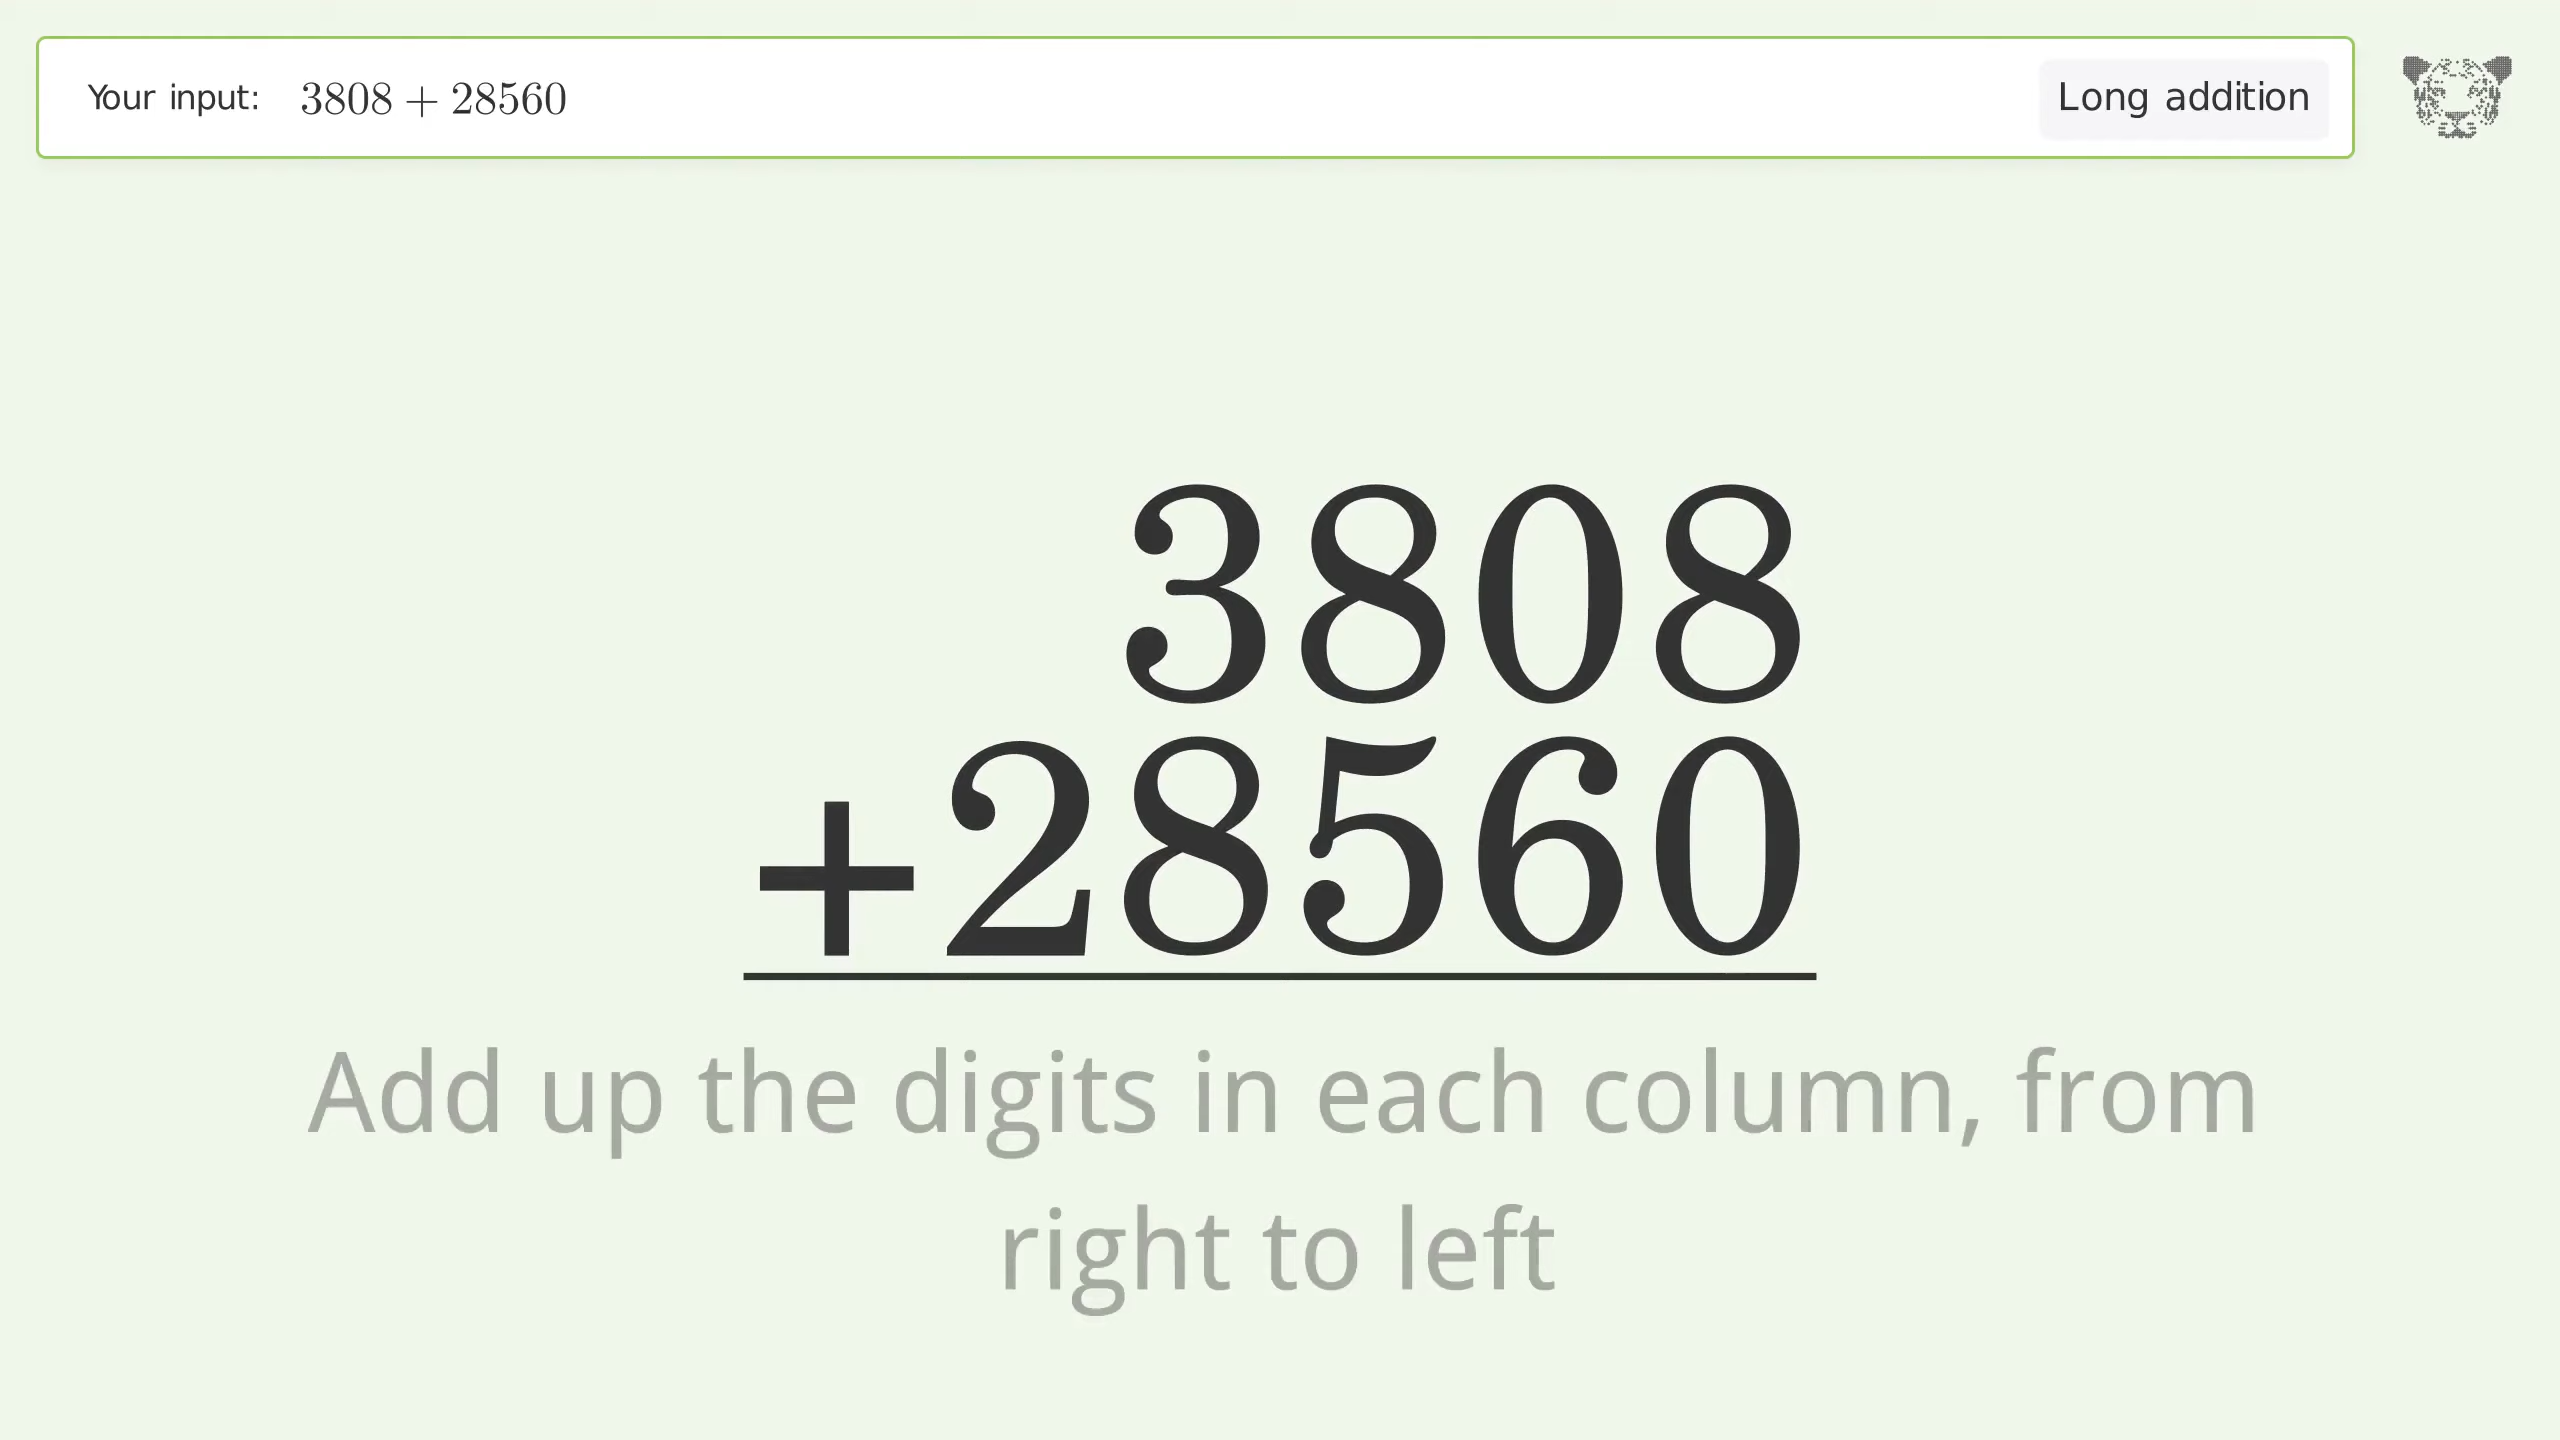 Your input: 3808 + 28560
Long addition
3808
+28560
Add up the digits in each column, from
right to left